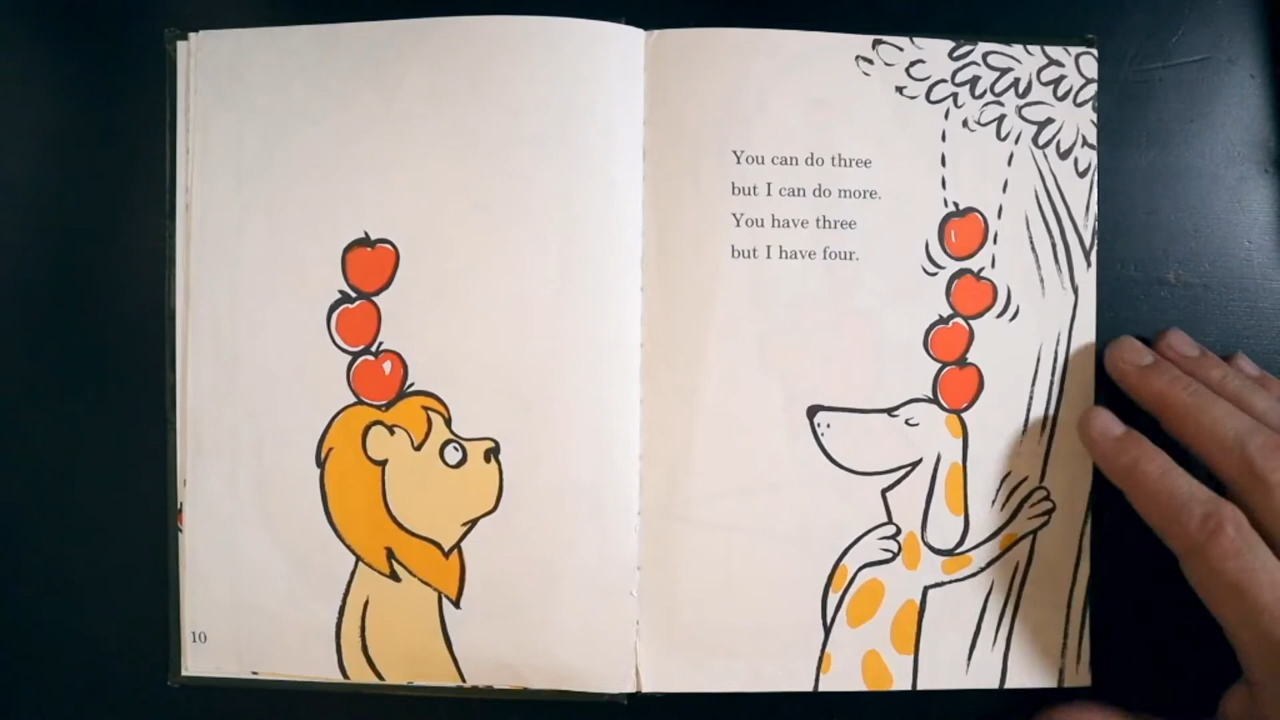 10
You can do three
but I can do more.
You have three
but I have four.